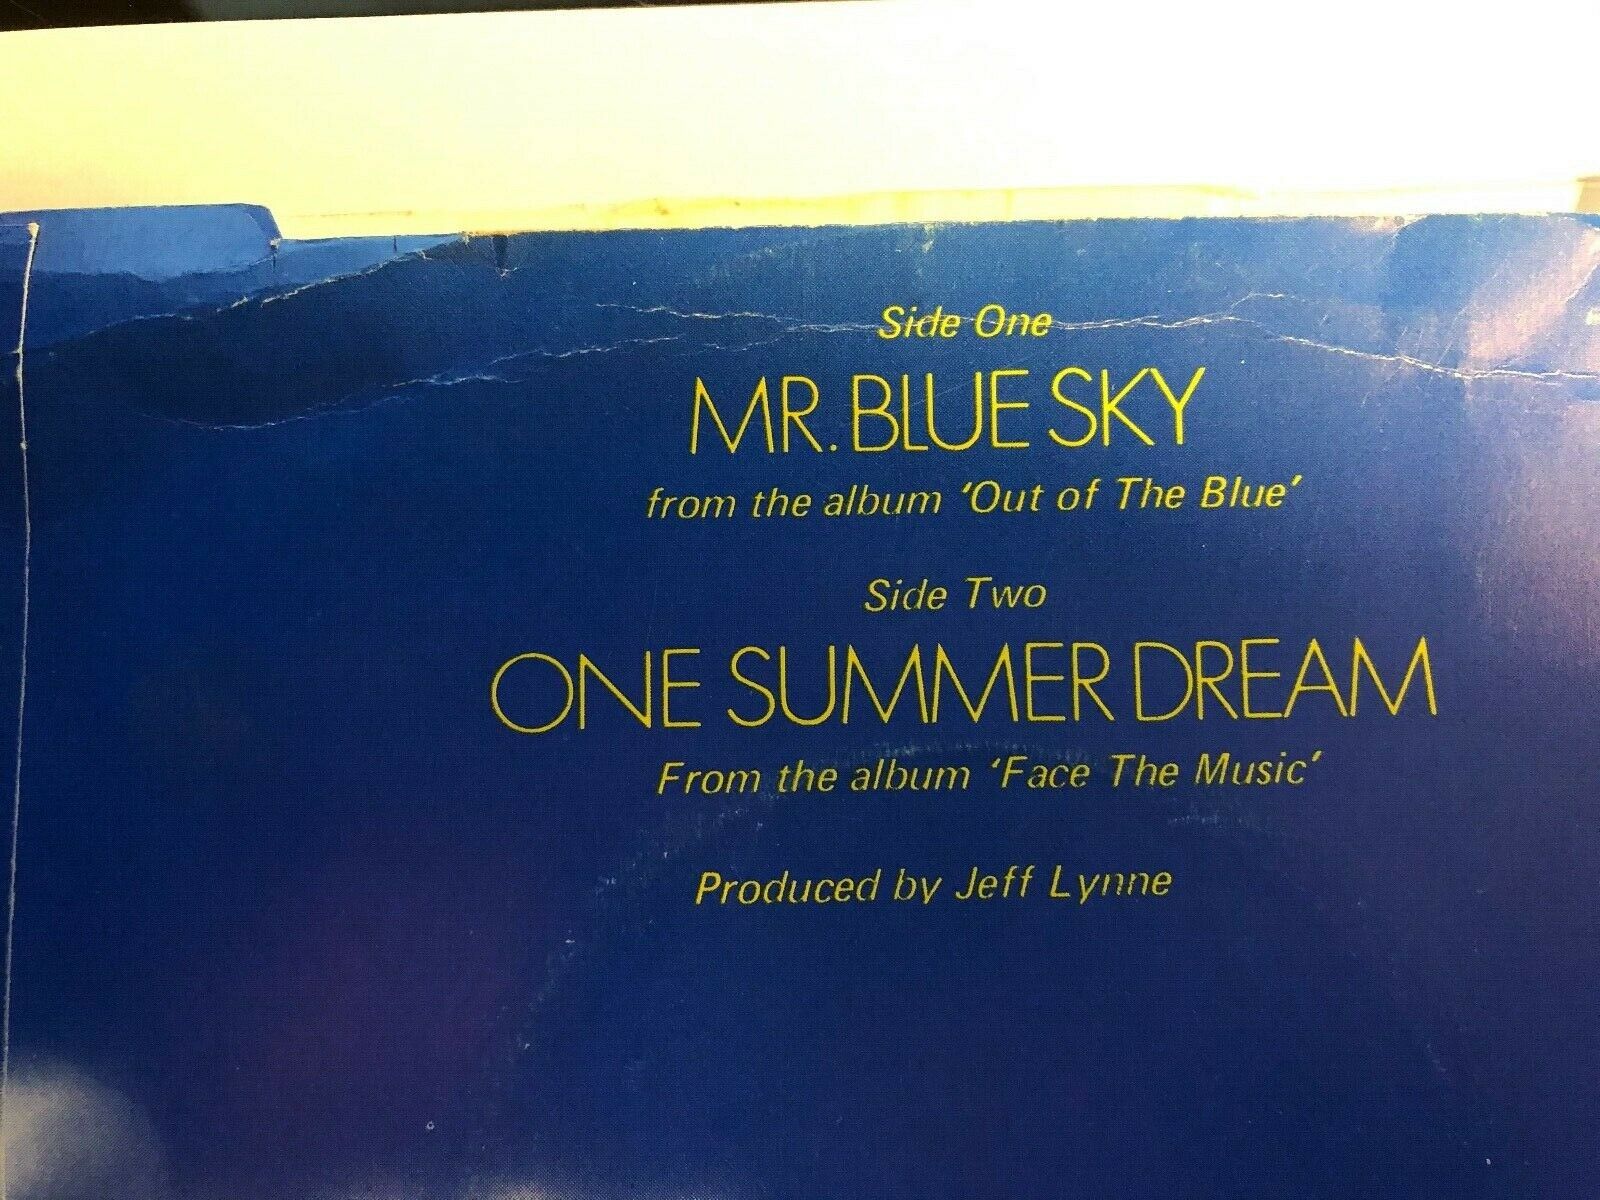 Side One
MR. BLUE SKY
from the album 'Out of The Blue'
Side Two
ONE SUMMER DREAM
From the album 'Face The Music'
Produced by Jeff Lynne